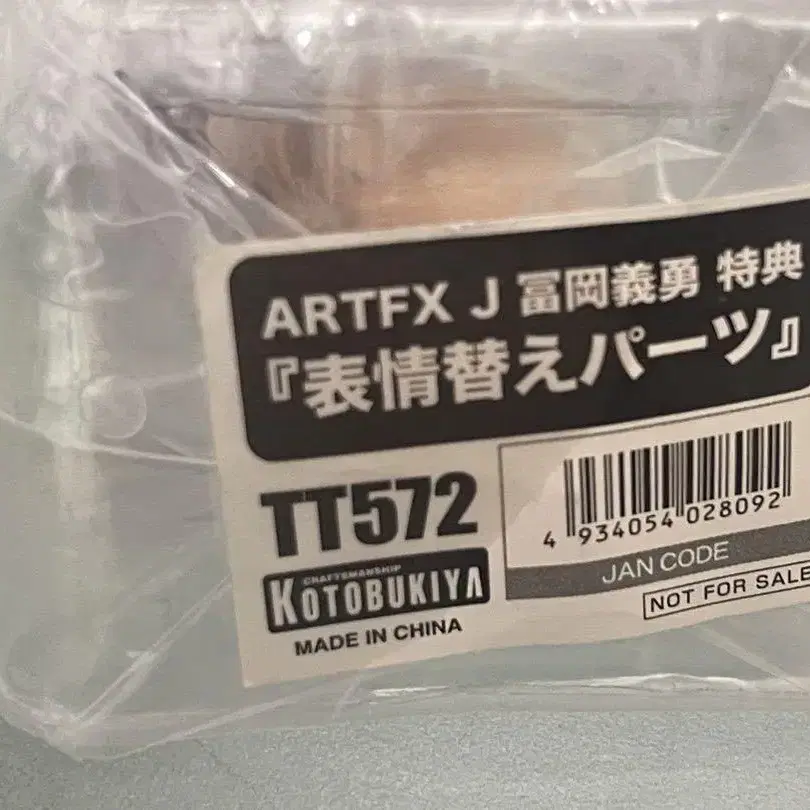 ARTFX J 冨岡義勇 特典
『表情替えパーツ』
TT572
CRAFTSMANSHIP
KOTOBUKIYA
MADE IN CHINA
4 934054 028092
JAN CODE
NOT FOR SALE